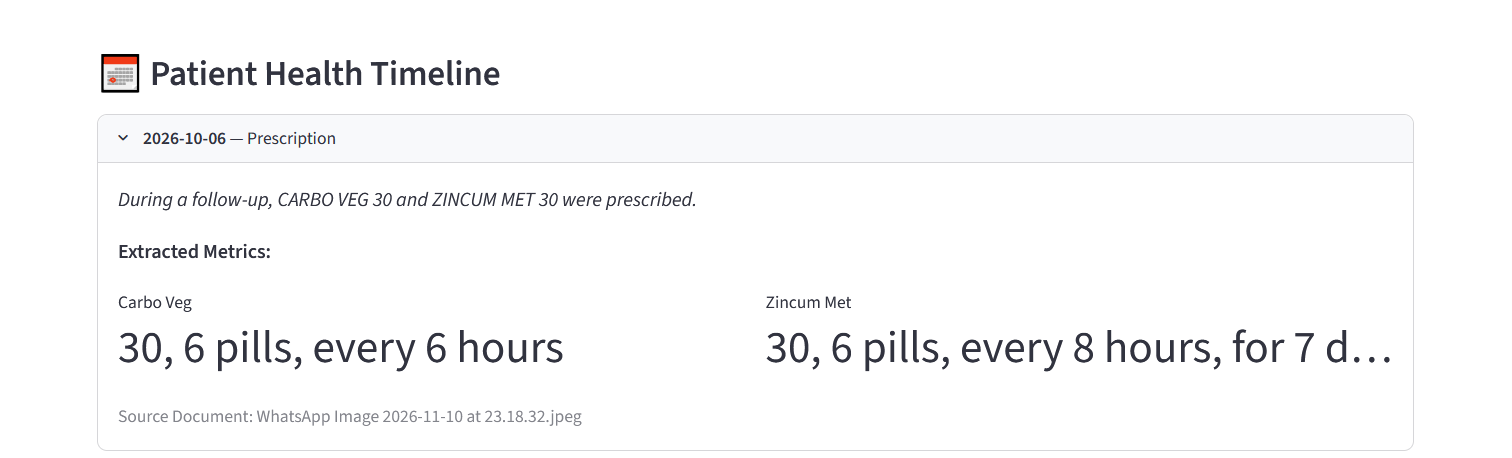 Patient Health Timeline
2026-10-06 — Prescription
During a follow-up, CARBO VEG 30 and ZINCUM MET 30 were prescribed.
Extracted Metrics:
Carbo Veg
30, 6 pills, every 6 hours
Zincum Met
30, 6 pills, every 8 hours, for 7 d…
Source Document: WhatsApp Image 2026-11-10 at 23.18.32.jpeg